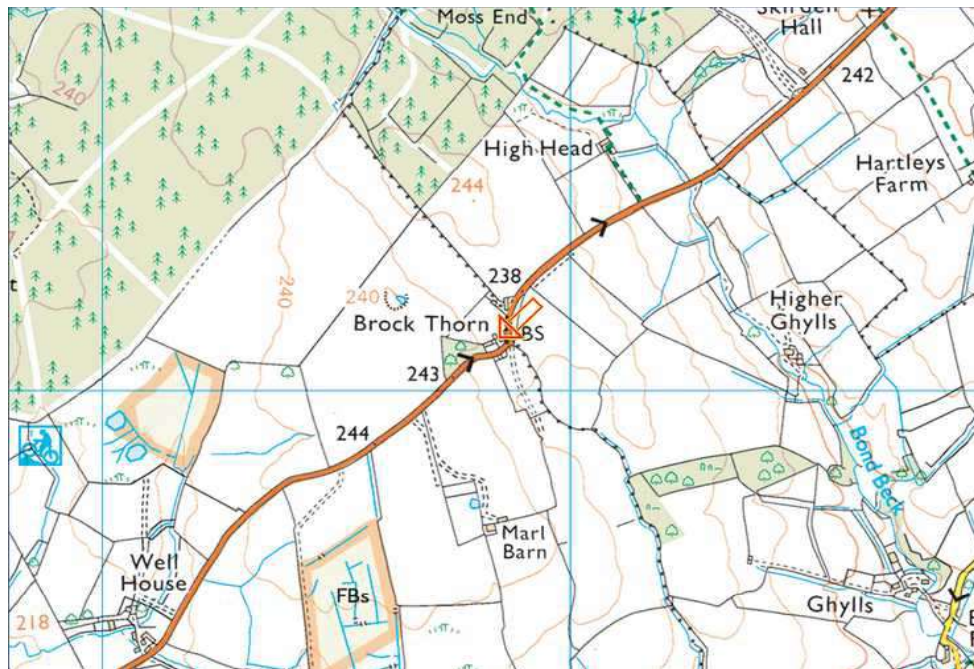 Moss End
Hall
240
242
High Head
Hartleys
Farm
244
238
240
240
Higher
Ghylls
Brock Thorn
BS
243
244
Bond Beck
Marl
Barn
Well
House
FBs
Ghylls
218